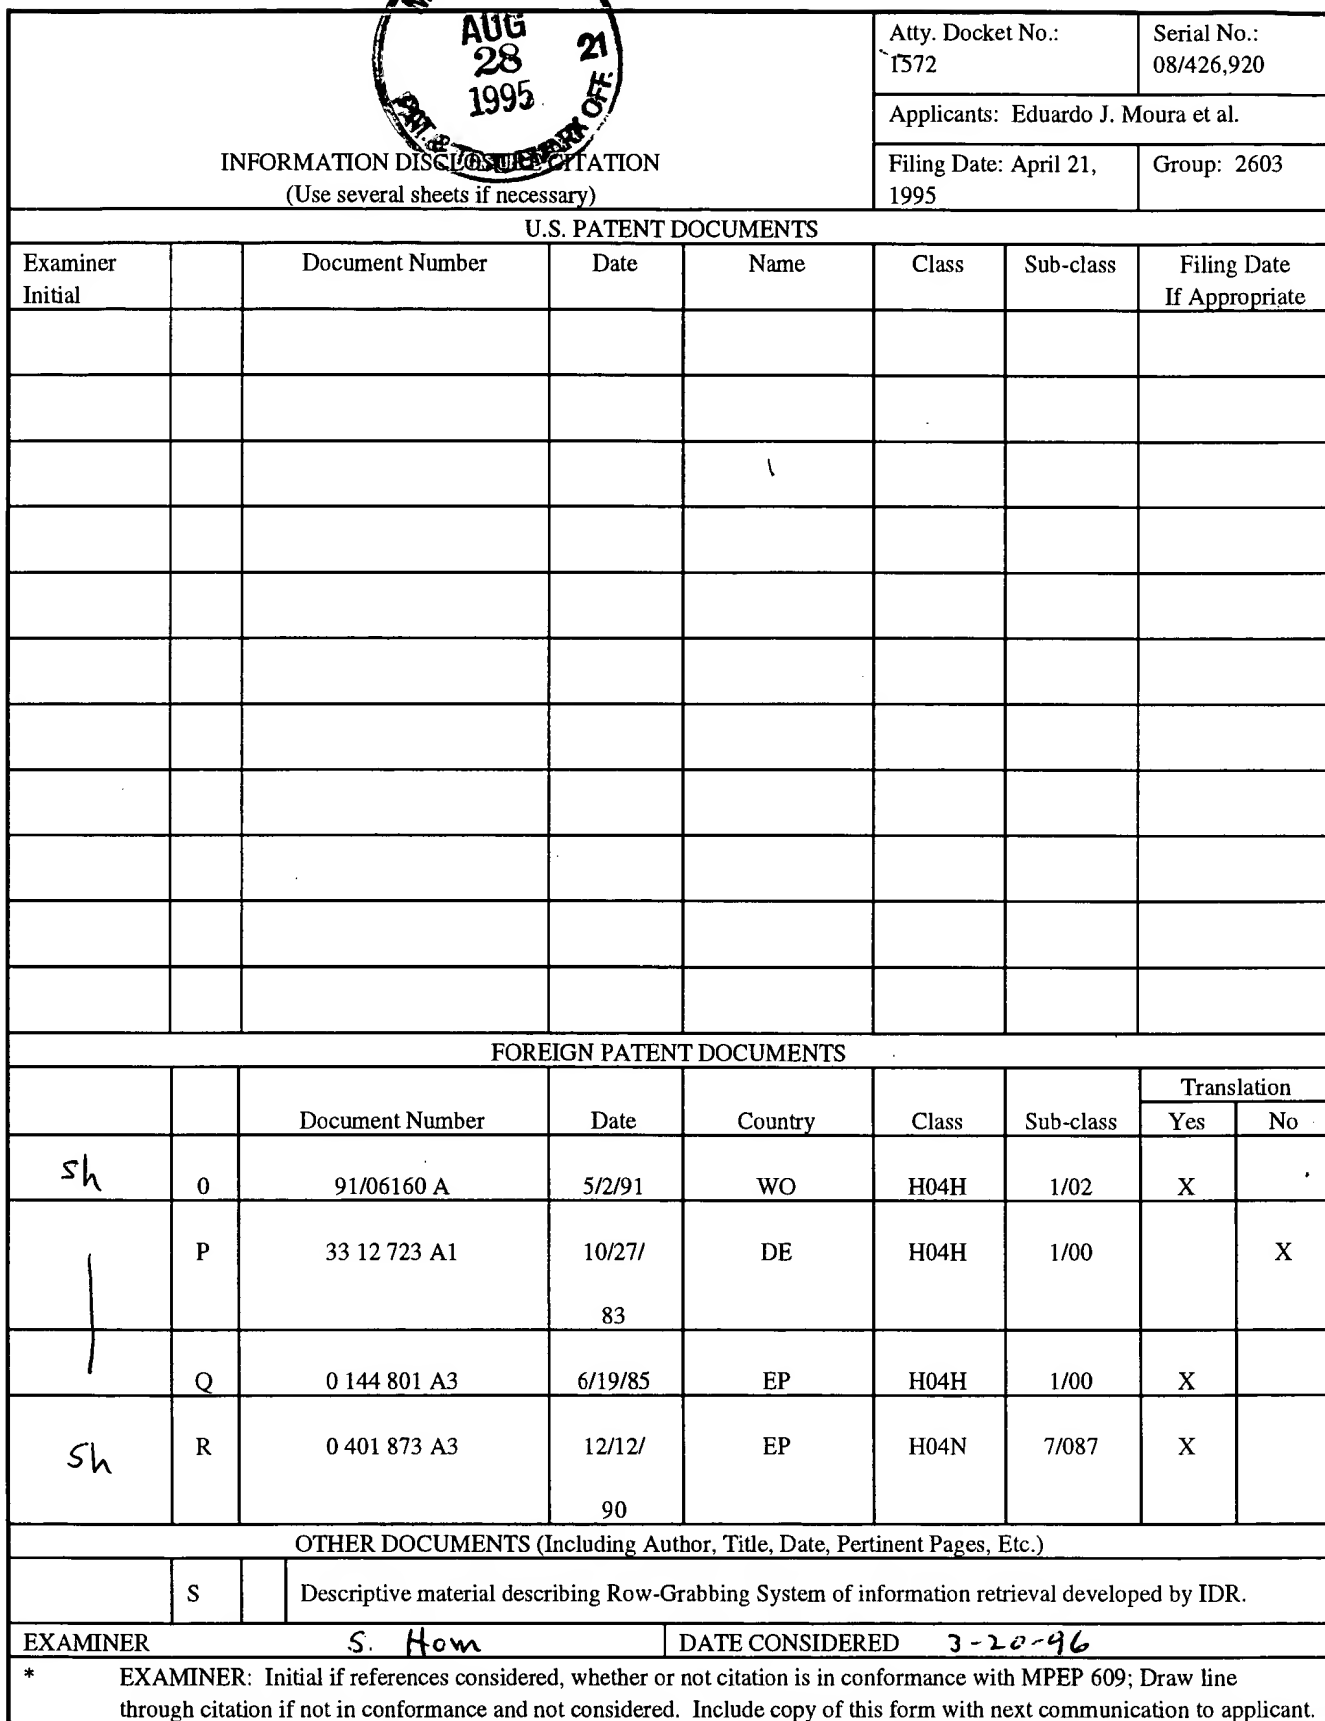 AUG
28
1995
21
PAT. & TRADEMARK OFF.
Atty. Docket No.:
1572
Serial No.:
08/426,920
Applicants: Eduardo J. Moura et al.
INFORMATION DISCLOSURE CITATION
(Use several sheets if necessary)
Filing Date: April 21,
1995
Group: 2603
U.S. PATENT DOCUMENTS
Examiner
Initial
Document Number
Date
Name
Class
Sub-class
Filing Date
If Appropriate
FOREIGN PATENT DOCUMENTS
Translation
Document Number Date Country Class Sub-class Yes No
sh 0 91/06160 A 5/2/91 WO H04H 1/02 X
P 33 12 723 A1 10/27/ DE H04H 1/00 X
83
Q 0 144 801 A3 6/19/85 EP H04H 1/00 X
sh R 0 401 873 A3 12/12/ EP H04N 7/087 X
90
OTHER DOCUMENTS (Including Author, Title, Date, Pertinent Pages, Etc.)
S Descriptive material describing Row-Grabbing System of information retrieval developed by IDR.
EXAMINER S. Hom DATE CONSIDERED 3-20-96
* EXAMINER: Initial if references considered, whether or not citation is in conformance with MPEP 609; Draw line
through citation if not in conformance and not considered. Include copy of this form with next communication to applicant.